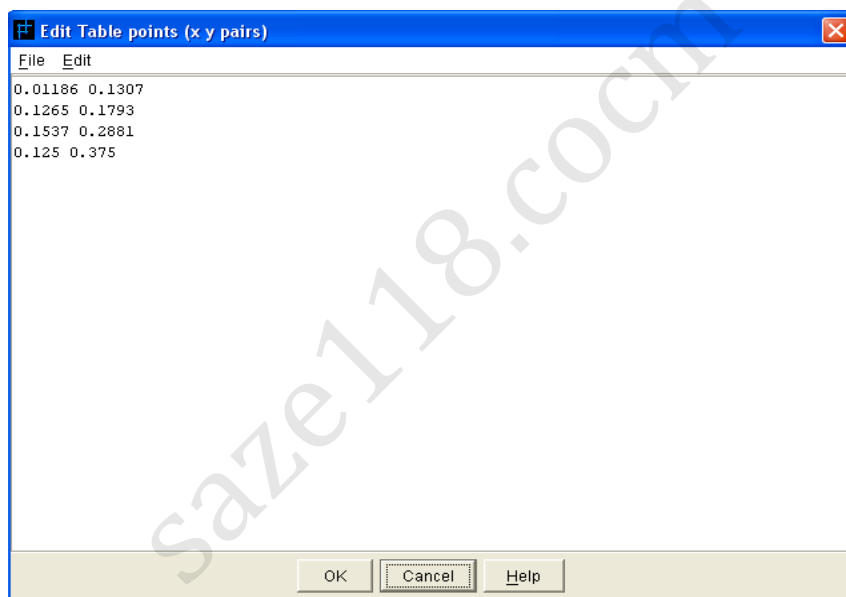 Edit Table points (x y pairs)
File Edit
0.01186 0.1307
0.1265 0.1793
0.1537 0.2881
0.125 0.375
saze118.cocm
OK Cancel Help